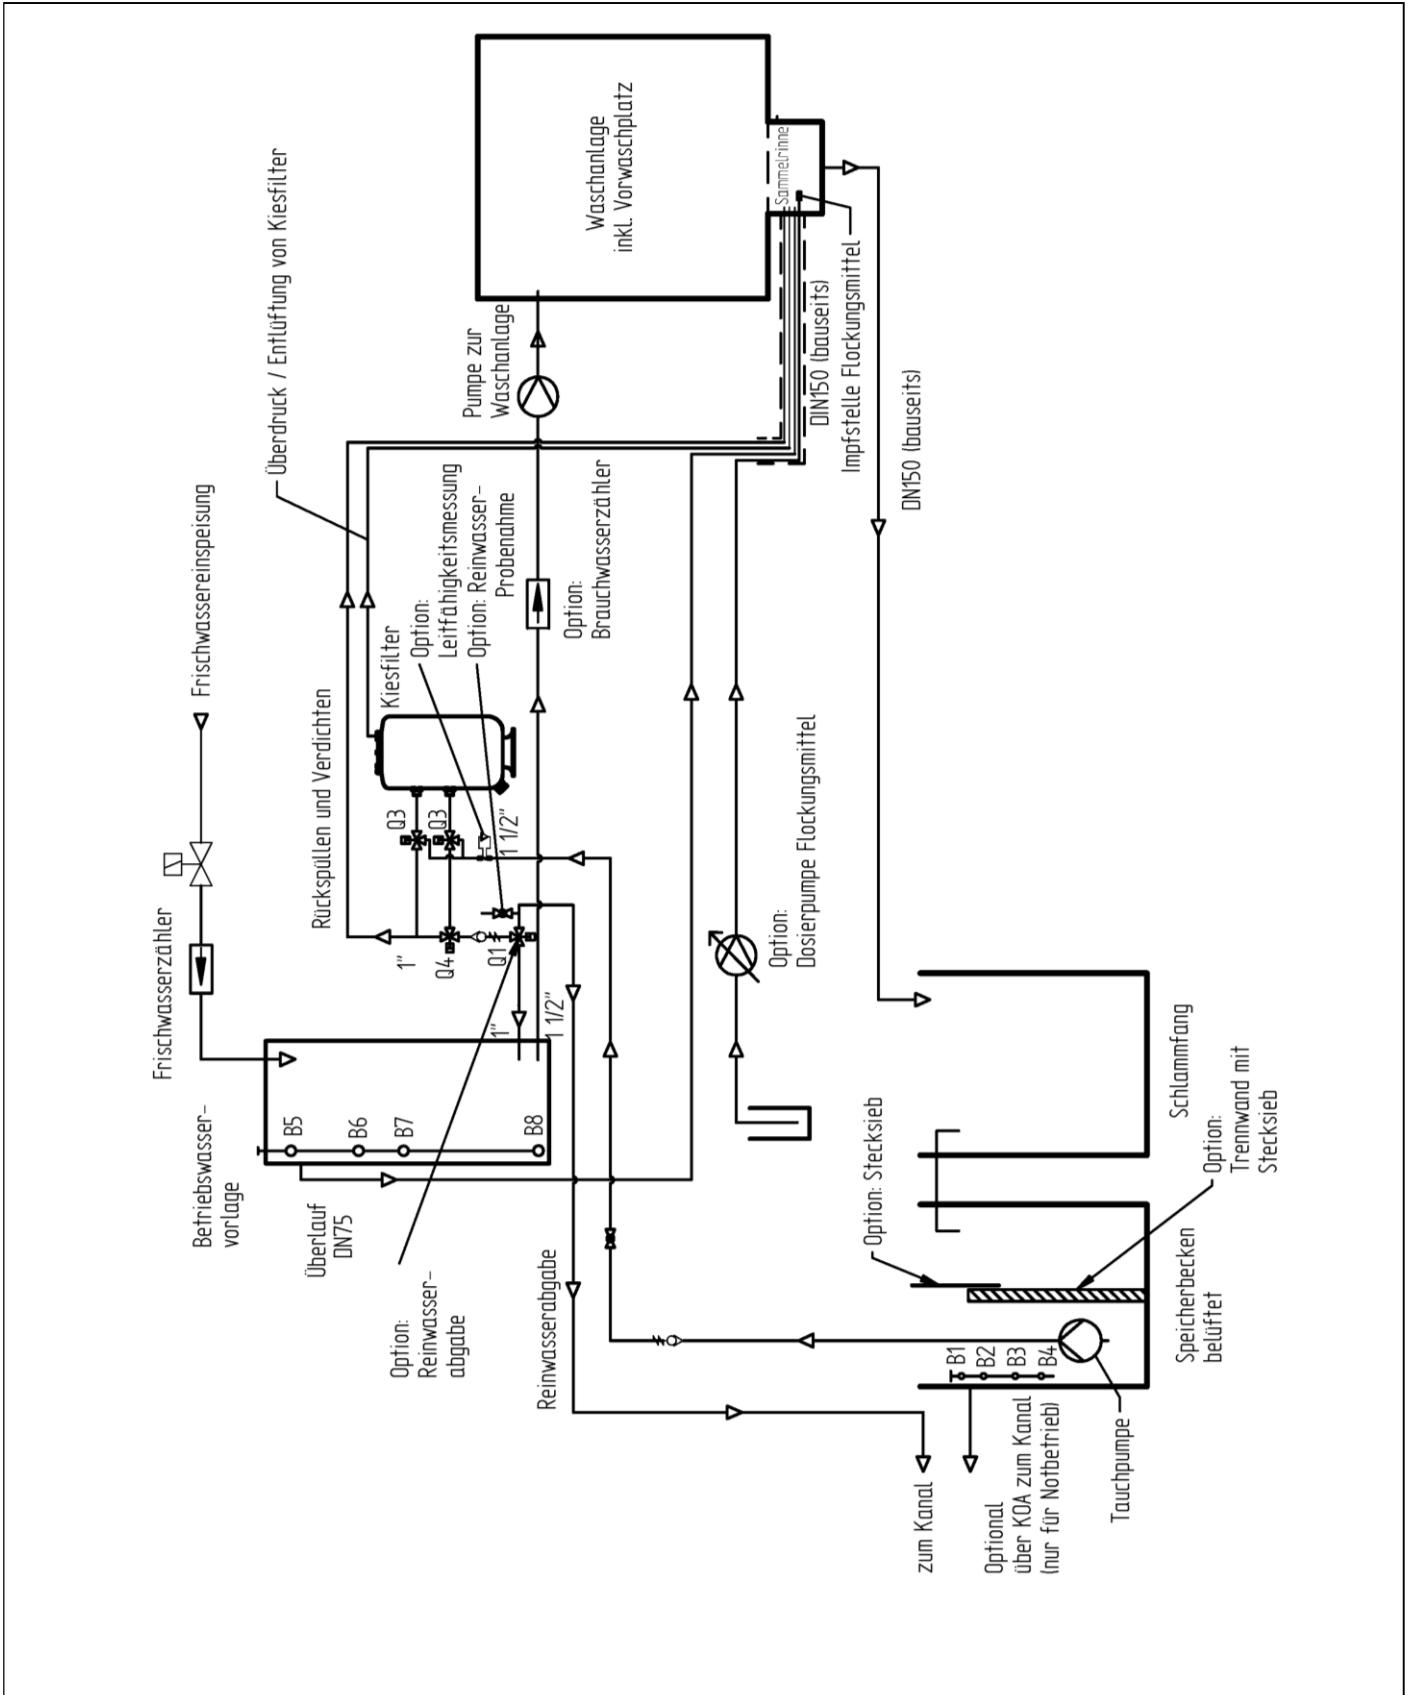 Waschanlage
inkl. Vorwaschplatz
Sammelrinne
Überdruck / Entlüftung von Kiesfilter
Pumpe zur
Waschanlage
DIN150 (bauseits)
Impfstelle Flockungsmittel
DN150 (bauseits)
Frischwassereinspeisung
Kiesfilter
Option:
Leitfähigkeitsmessung
Option: Reinwasser-
Probenahme
Option:
Brauchwasserzähler
Rückspüllen und Verdichten
Q3
Q3
1 1/2"
1"
Q4
Q1
1"
1 1/2"
Option:
Dosierpumpe Flockungsmittel
Frischwasserzähler
Betriebswasser-
vorlage
B5
B6
B7
B8
Überlauf
DN75
Option:
Reinwasser-
abgabe
Reinwasserabgabe
Schlammfang
Option:
Trennwand mit
Stecksieb
Option: Stecksieb
Speicherbecken
belüftet
B1
B2
B3
B4
zum Kanal
Optional
über KOA zum Kanal
(nur für Notbetrieb)
Tauchpumpe